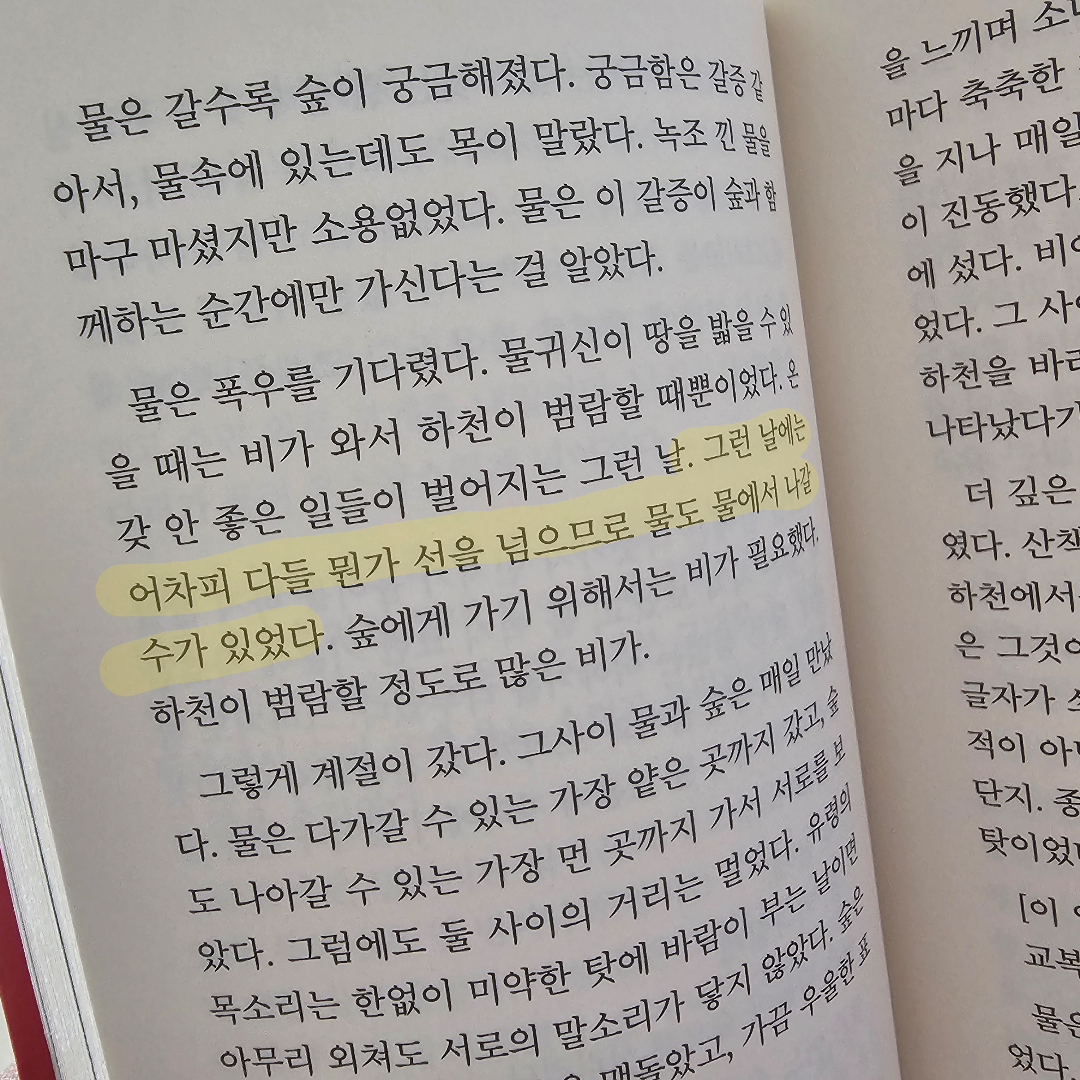 물은 갈수록 숲이 궁금해졌다. 궁금함은 갈증 같
아서, 물속에 있는데도 목이 말랐다. 녹조 낀 물을
마구 마셨지만 소용없었다. 물은 이 갈증이 숲과 함
께하는 순간에만 가신다는 걸 알았다.
물은 폭우를 기다렸다. 물귀신이 땅을 밟을 수 있
을 때는 비가 와서 하천이 범람할 때뿐이었다. 온
갖 안 좋은 일들이 벌어지는 그런 날. 그런 날에는
어차피 다들 뭔가 선을 넘으므로 물도 물에서 나갈
수가 있었다. 숲에게 가기 위해서는 비가 필요했다.
하천이 범람할 정도로 많은 비가.
그렇게 계절이 갔다. 그사이 물과 숲은 매일 만났
다. 물은 다가갈 수 있는 가장 얕은 곳까지 갔고, 숲
도 나아갈 수 있는 가장 먼 곳까지 가서 서로를 보
았다. 그럼에도 둘 사이의 거리는 멀었다. 유령의
목소리는 한없이 미약한 탓에 바람이 부는 날이면
아무리 외쳐도 서로의 말소리가 닿지 않았다. 숲은
맴돌았고, 가끔 우울한 표
을 느끼며
마다 축축한
을 지나 매일
이 진동했다.
에 섰다.
었다. 그
하천을
나타났다가
더 깊은
였다. 산책
하천에서
은
글자가
적이
단지.
탓이었
[이
교복
물은
었다.